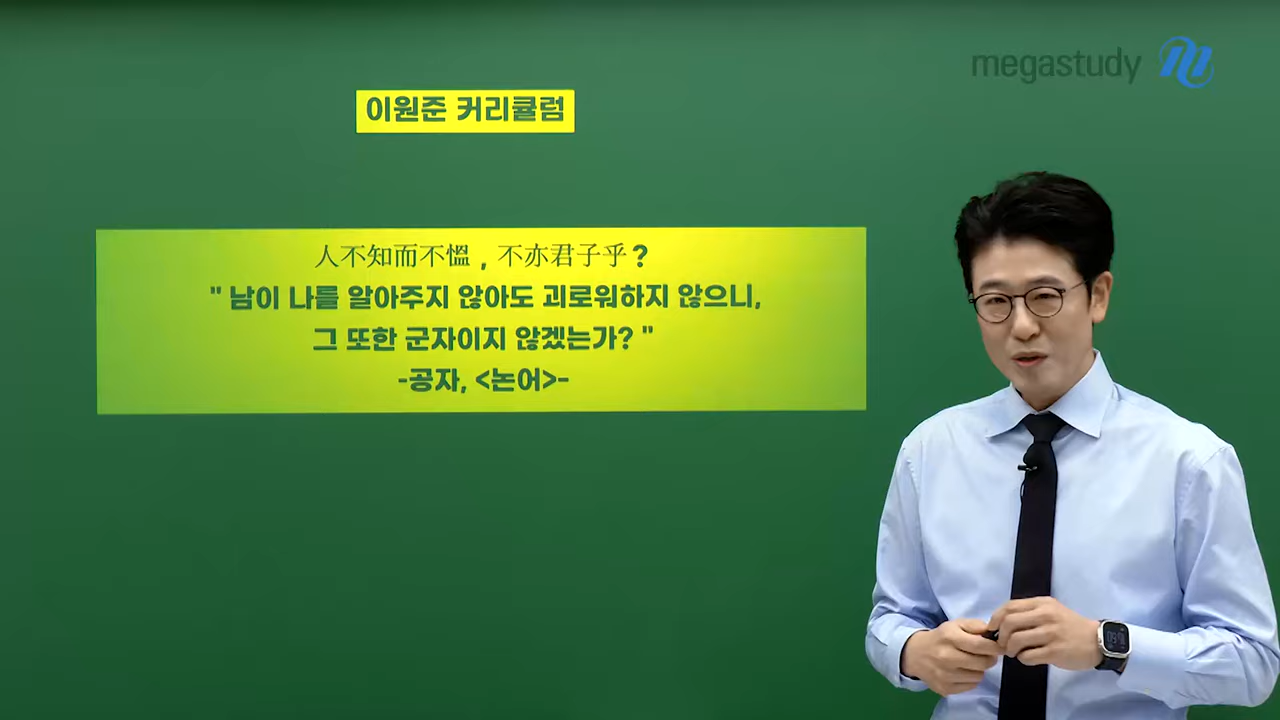 megastudy
이원준 커리큘럼
人不知而不慍, 不亦君子乎?
" 남이 나를 알아주지 않아도 괴로워하지 않으니,
그 또한 군자이지 않겠는가? "
-공자, <논어>-